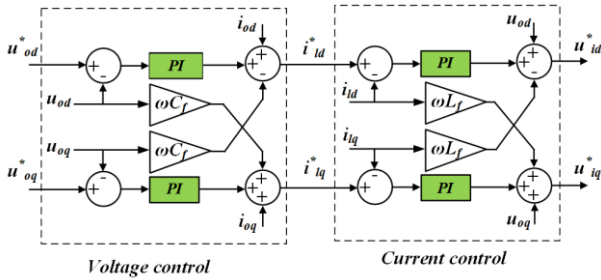 u*od + - PI + + - iod i*ld + - PI + + - uod u*id
uod ωCf ild ωLf
uoq ωCf ilq ωLf
u*oq + - PI + + + ioq i*lq + - PI + + + uoq u*iq
Voltage control
Current control